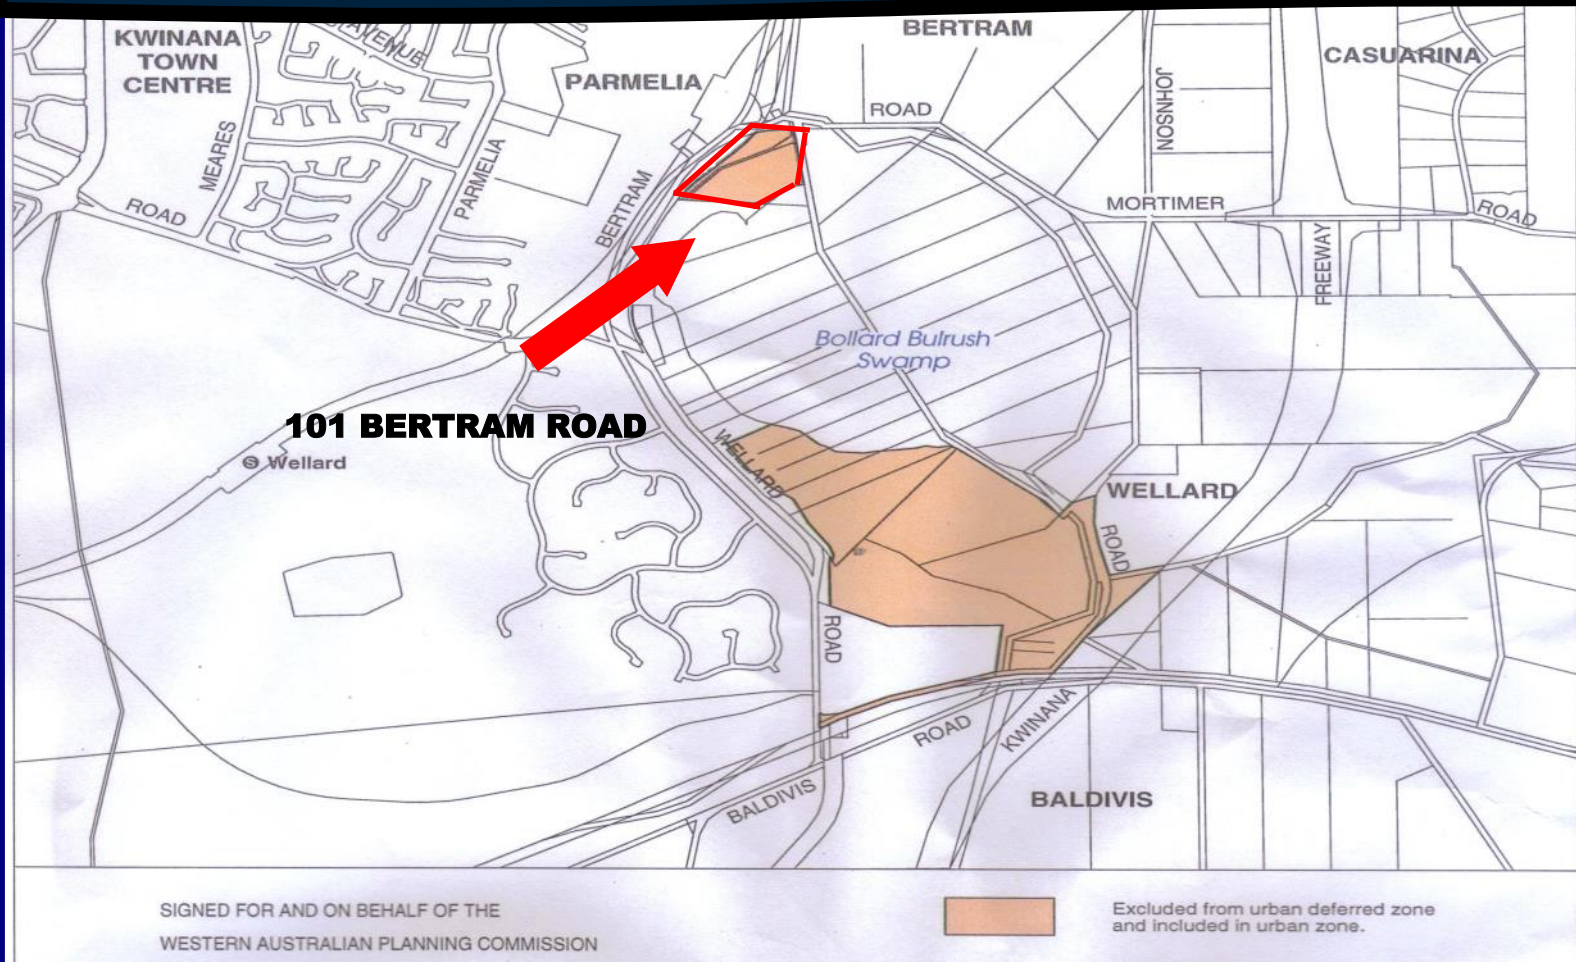 KWINANA
TOWN
CENTRE
AVENUE
PARMELIA
BERTRAM
CASUARINA
ROAD
JOHNSON
MEARES
PARMELIA
BERTRAM
ROAD
MORTIMER
ROAD
FREEWAY
Bollard Bulrush
Swamp
101 BERTRAM ROAD
S Wellard
WELLARD
WELLARD
ROAD
ROAD
ROAD
KWINANA
BALDIVIS
BALDIVIS
SIGNED FOR AND ON BEHALF OF THE
WESTERN AUSTRALIAN PLANNING COMMISSION
Excluded from urban deferred zone
and included in urban zone.